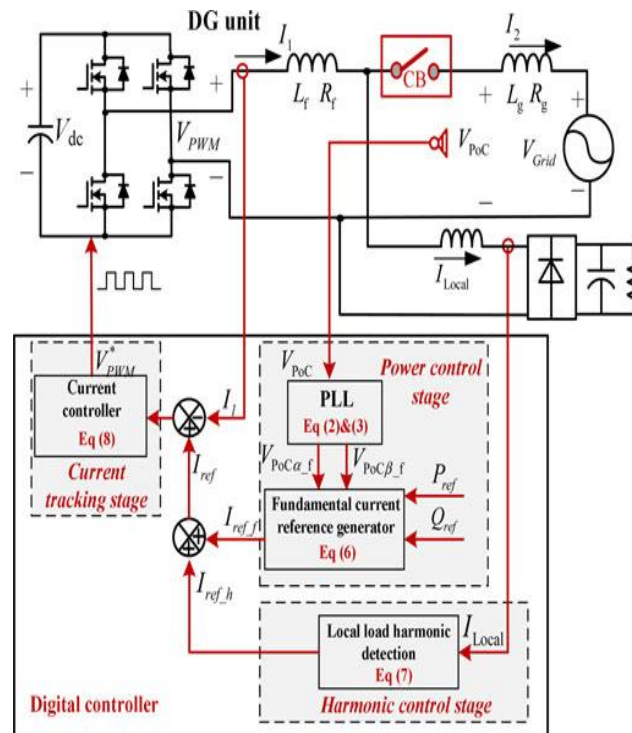 DG unit
I_1
I_2
L_f R_f
CB
L_g R_g
V_dc
V_PWM
V_PoC
V_Grid
I_Local
V*_PWM
Current
controller
Eq (8)
Current
tracking stage
I_1
I_ref
V_PoC
Power control
stage
PLL
Eq (2)&(3)
V_PoCα_f
V_PoCβ_f
P_ref
Q_ref
Fundamental current
reference generator
Eq (6)
I_ref_f
I_ref_h
I_Local
Local load harmonic
detection
Eq (7)
Digital controller
Harmonic control stage